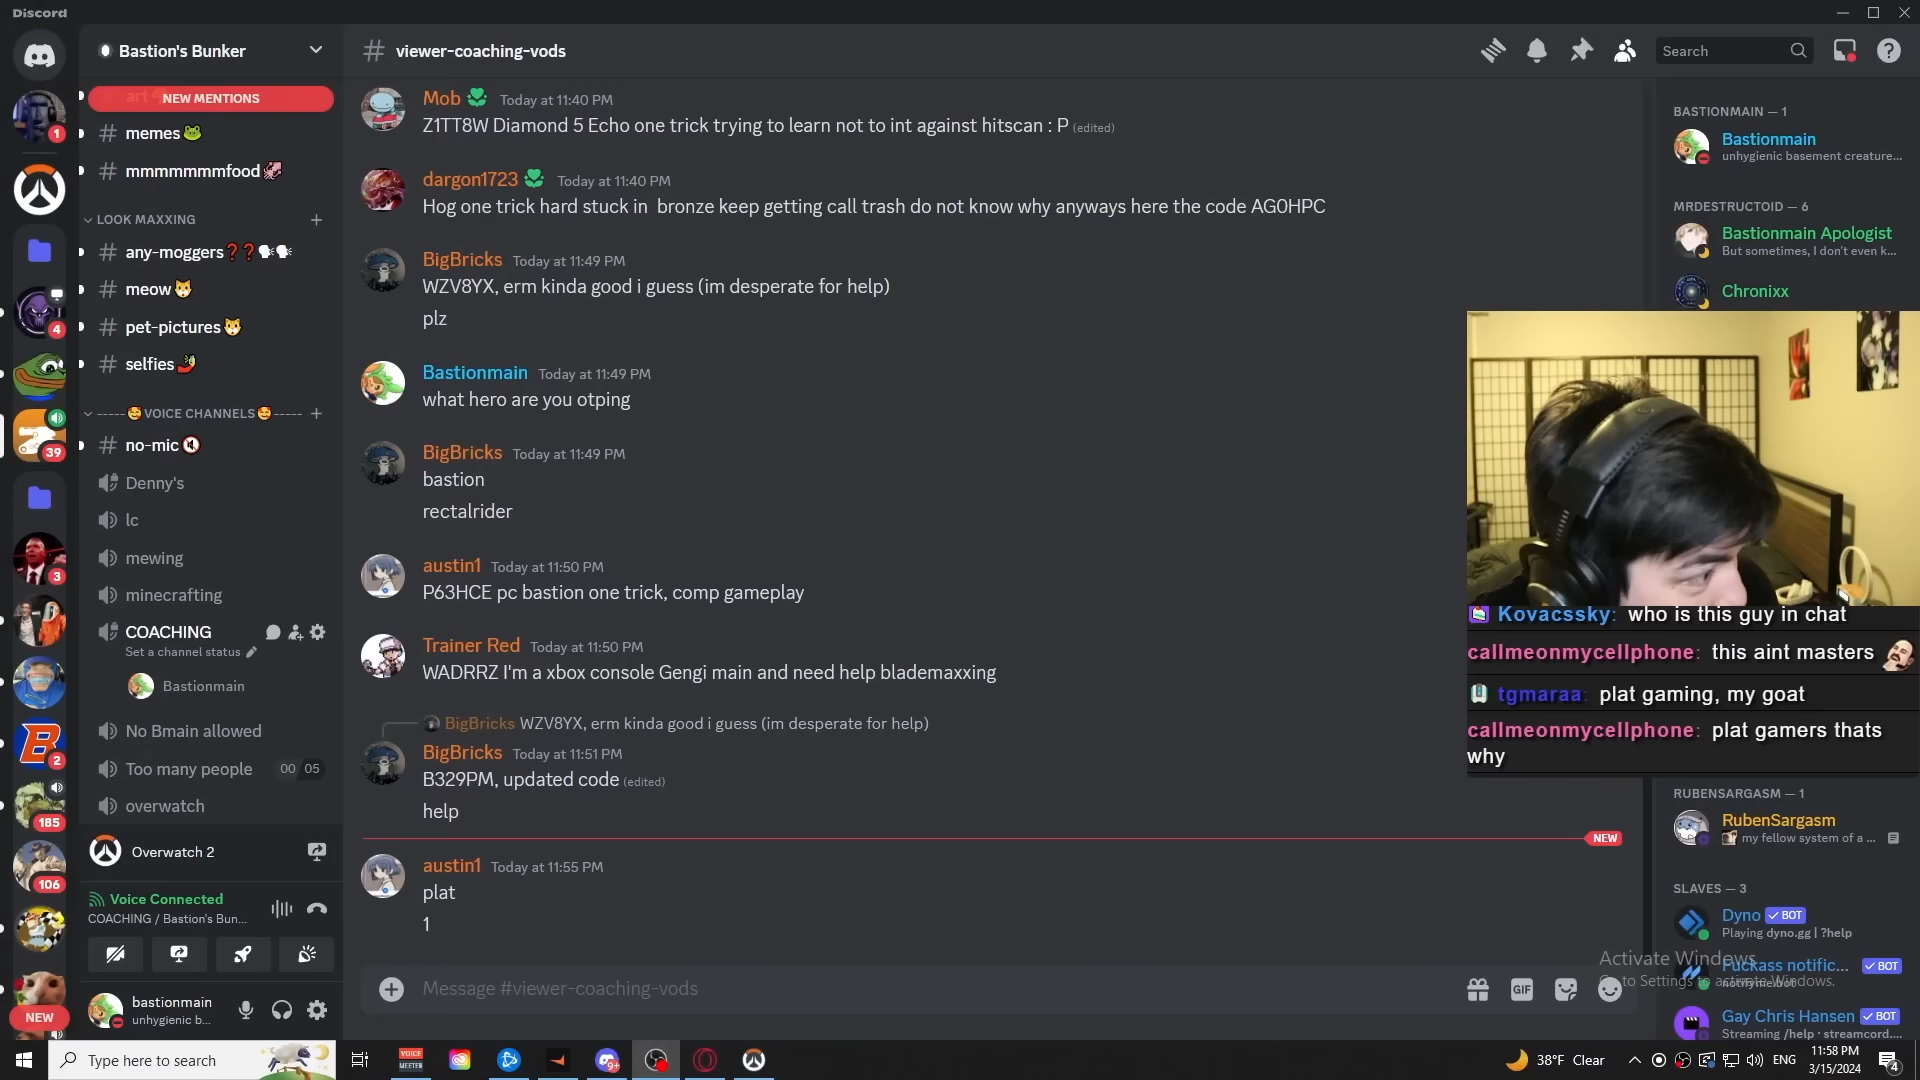 Discord
Bastion's Bunker
NEW MENTIONS
memes
mmmmmmmfood
LOOK MAXXING
any-moggers
meow
pet-pictures
selfies
-----VOICE CHANNELS-----
no-mic
Denny's
lc
mewing
minecrafting
COACHING
Set a channel status
Bastionmain
No Bmain allowed
Too many people 00 05
overwatch
Overwatch 2
Voice Connected
COACHING / Bastion's Bun...
bastionmain
unhygienic b...
1
4
39
3
2
185
106
NEW
viewer-coaching-vods
Search
Mob Today at 11:40 PM
Z1TT8W Diamond 5 Echo one trick trying to learn not to int against hitscan : P (edited)
dargon1723 Today at 11:40 PM
Hog one trick hard stuck in bronze keep getting call trash do not know why anyways here the code AG0HPC
BigBricks Today at 11:49 PM
WZV8YX, erm kinda good i guess (im desperate for help)
plz
Bastionmain Today at 11:49 PM
what hero are you otping
BigBricks Today at 11:49 PM
bastion
rectalrider
austin1 Today at 11:50 PM
P63HCE pc bastion one trick, comp gameplay
Trainer Red Today at 11:50 PM
WADRRZ I'm a xbox console Gengi main and need help blademaxxing
BigBricks WZV8YX, erm kinda good i guess (im desperate for help)
BigBricks Today at 11:51 PM
B329PM, updated code (edited)
help
NEW
austin1 Today at 11:55 PM
plat
1
Message #viewer-coaching-vods
GIF
BASTIONMAIN — 1
Bastionmain
unhygienic basement creature...
MRDESTRUCTOID — 6
Bastionmain Apologist
But sometimes, I don't even k...
Chronixx
Kovacssky: who is this guy in chat
callmeonmycellphone: this aint masters
tgmaraa: plat gaming, my goat
callmeonmycellphone: plat gamers thats
why
RUBENSARGASM — 1
RubenSargasm
my fellow system of a ...
SLAVES — 3
Dyno BOT
Playing dyno.gg | ?help
Fuckass notific... BOT
Activate Windows
Go to Settings to activate Windows.
Gay Chris Hansen BOT
Streaming /help · streamcord....
Type here to search
VOICE
MEETER
9+
38°F Clear
ENG
11:58 PM
3/15/2024
4